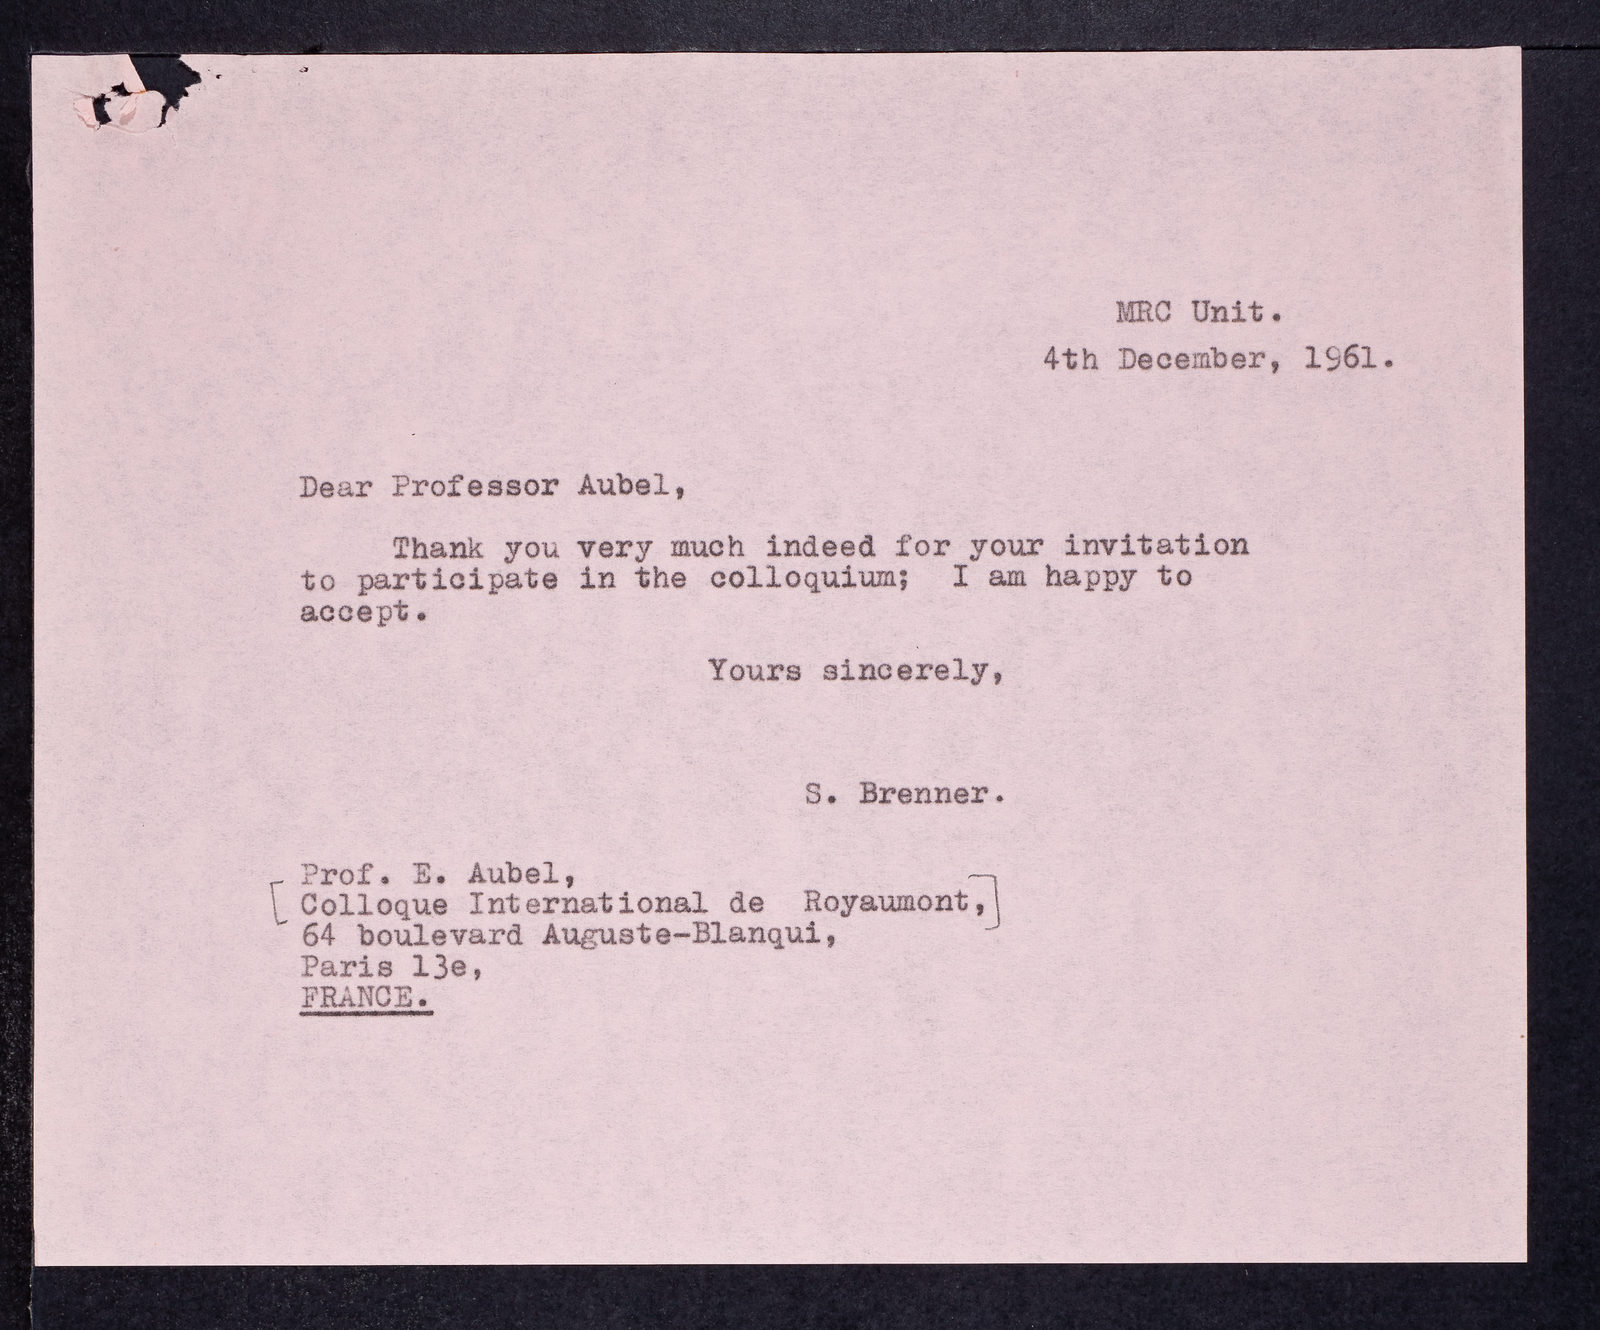 MRC Unit.
4th December, 1961.
Dear Professor Aubel,
Thank you very much indeed for your invitation
to participate in the colloquium; I am happy to
accept.
Yours sincerely,
S. Brenner.
Prof. E. Aubel,
[Colloque International de Royaumont,]
64 boulevard Auguste-Blanqui,
Paris 13e,
FRANCE.